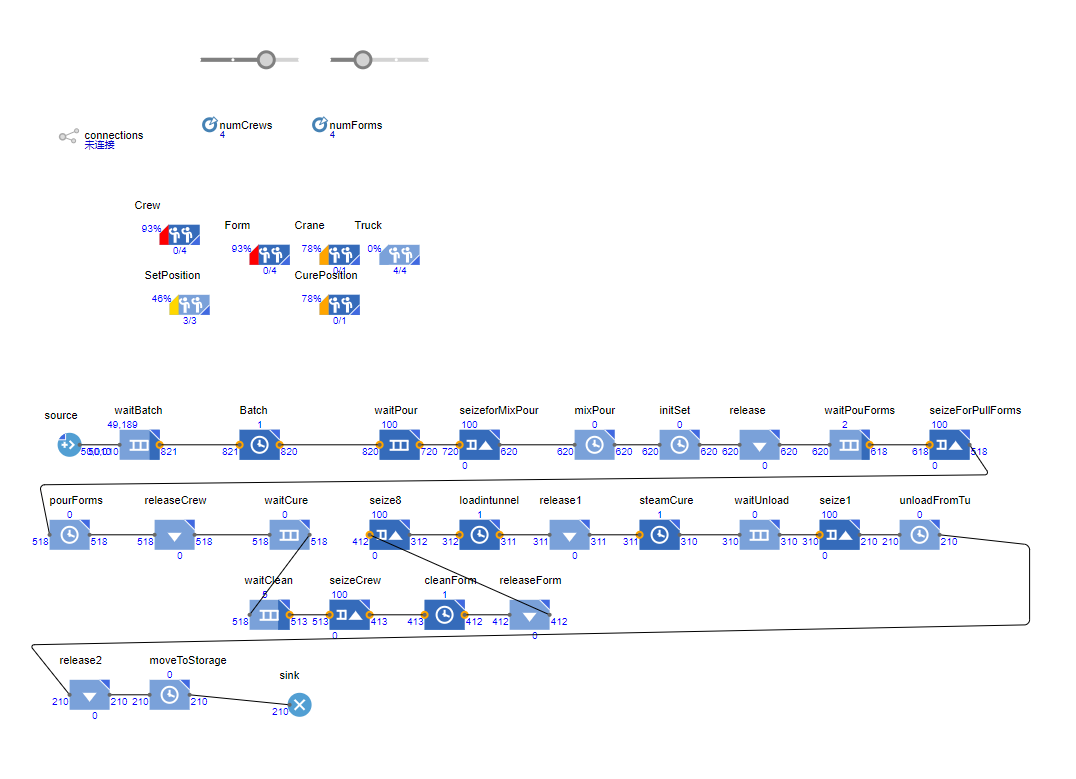 numCrews
4
numForms
4
connections
未连接
Crew
93%
0/4
Form
93%
0/4
Crane
78%
0/1
Truck
0%
4/4
SetPosition
46%
3/3
CurePosition
78%
0/1
source
waitBatch
49,189
821
Batch
1
821
820
waitPour
100
820
720
seizeforMixPour
100
720
620
0
mixPour
0
620
620
initSet
0
620
620
release
620
620
0
waitPouForms
2
620
618
seizeForPullForms
100
618
518
0
pourForms
0
518
518
releaseCrew
518
518
0
waitCure
0
518
518
seize8
100
412
312
0
loadintunnel
1
312
311
release1
311
311
0
steamCure
1
311
310
waitUnload
0
310
310
seize1
100
310
210
0
unloadFromTu
0
210
210
waitClean
5
518
513
seizeCrew
100
513
413
0
cleanForm
1
413
412
releaseForm
412
412
0
release2
210
210
0
moveToStorage
0
210
210
sink
210